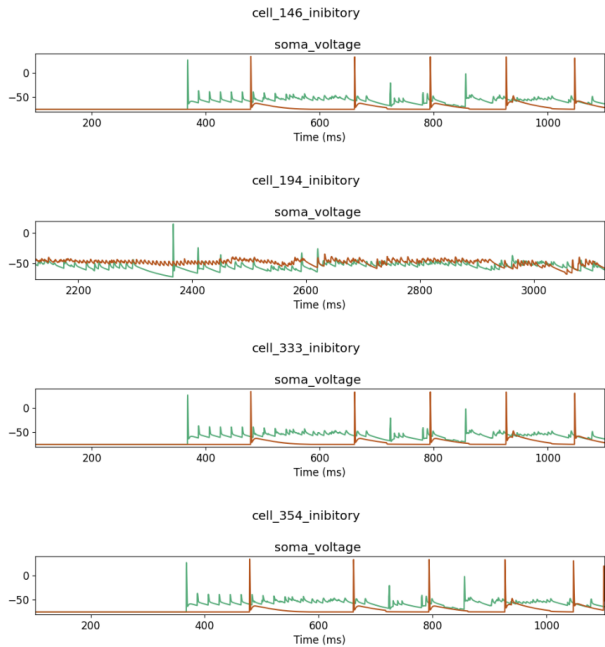 cell_146_inibitory
soma_voltage
0
−50
200 400 600 800 1000
Time (ms)
cell_194_inibitory
soma_voltage
0
−50
2200 2400 2600 2800 3000
Time (ms)
cell_333_inibitory
soma_voltage
0
−50
200 400 600 800 1000
Time (ms)
cell_354_inibitory
soma_voltage
0
−50
200 400 600 800 1000
Time (ms)